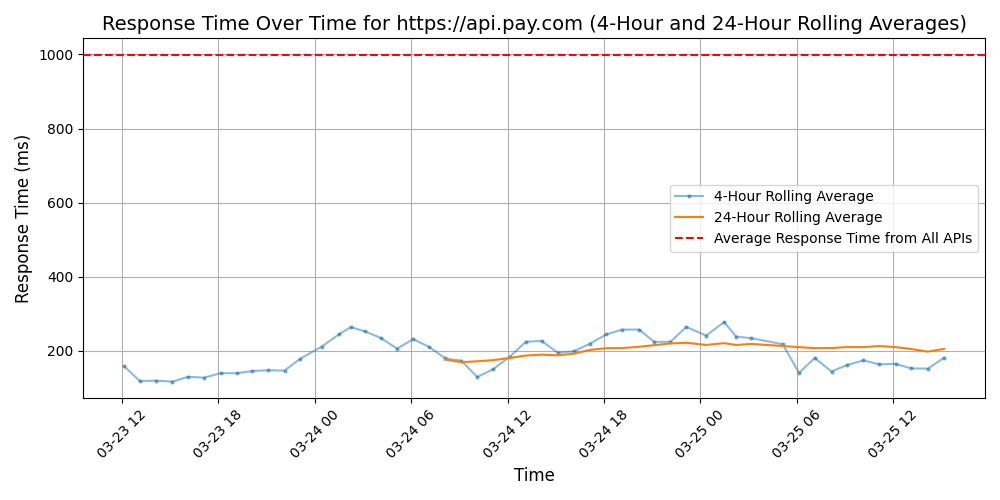 Response Time Over Time for https://api.pay.com (4-Hour and 24-Hour Rolling Averages)
Response Time (ms)
1000
800
600
400
200
4-Hour Rolling Average
24-Hour Rolling Average
Average Response Time from All APIs
03-23 12
03-23 18
03-24 00
03-24 06
03-24 12
03-24 18
03-25 00
03-25 06
03-25 12
Time